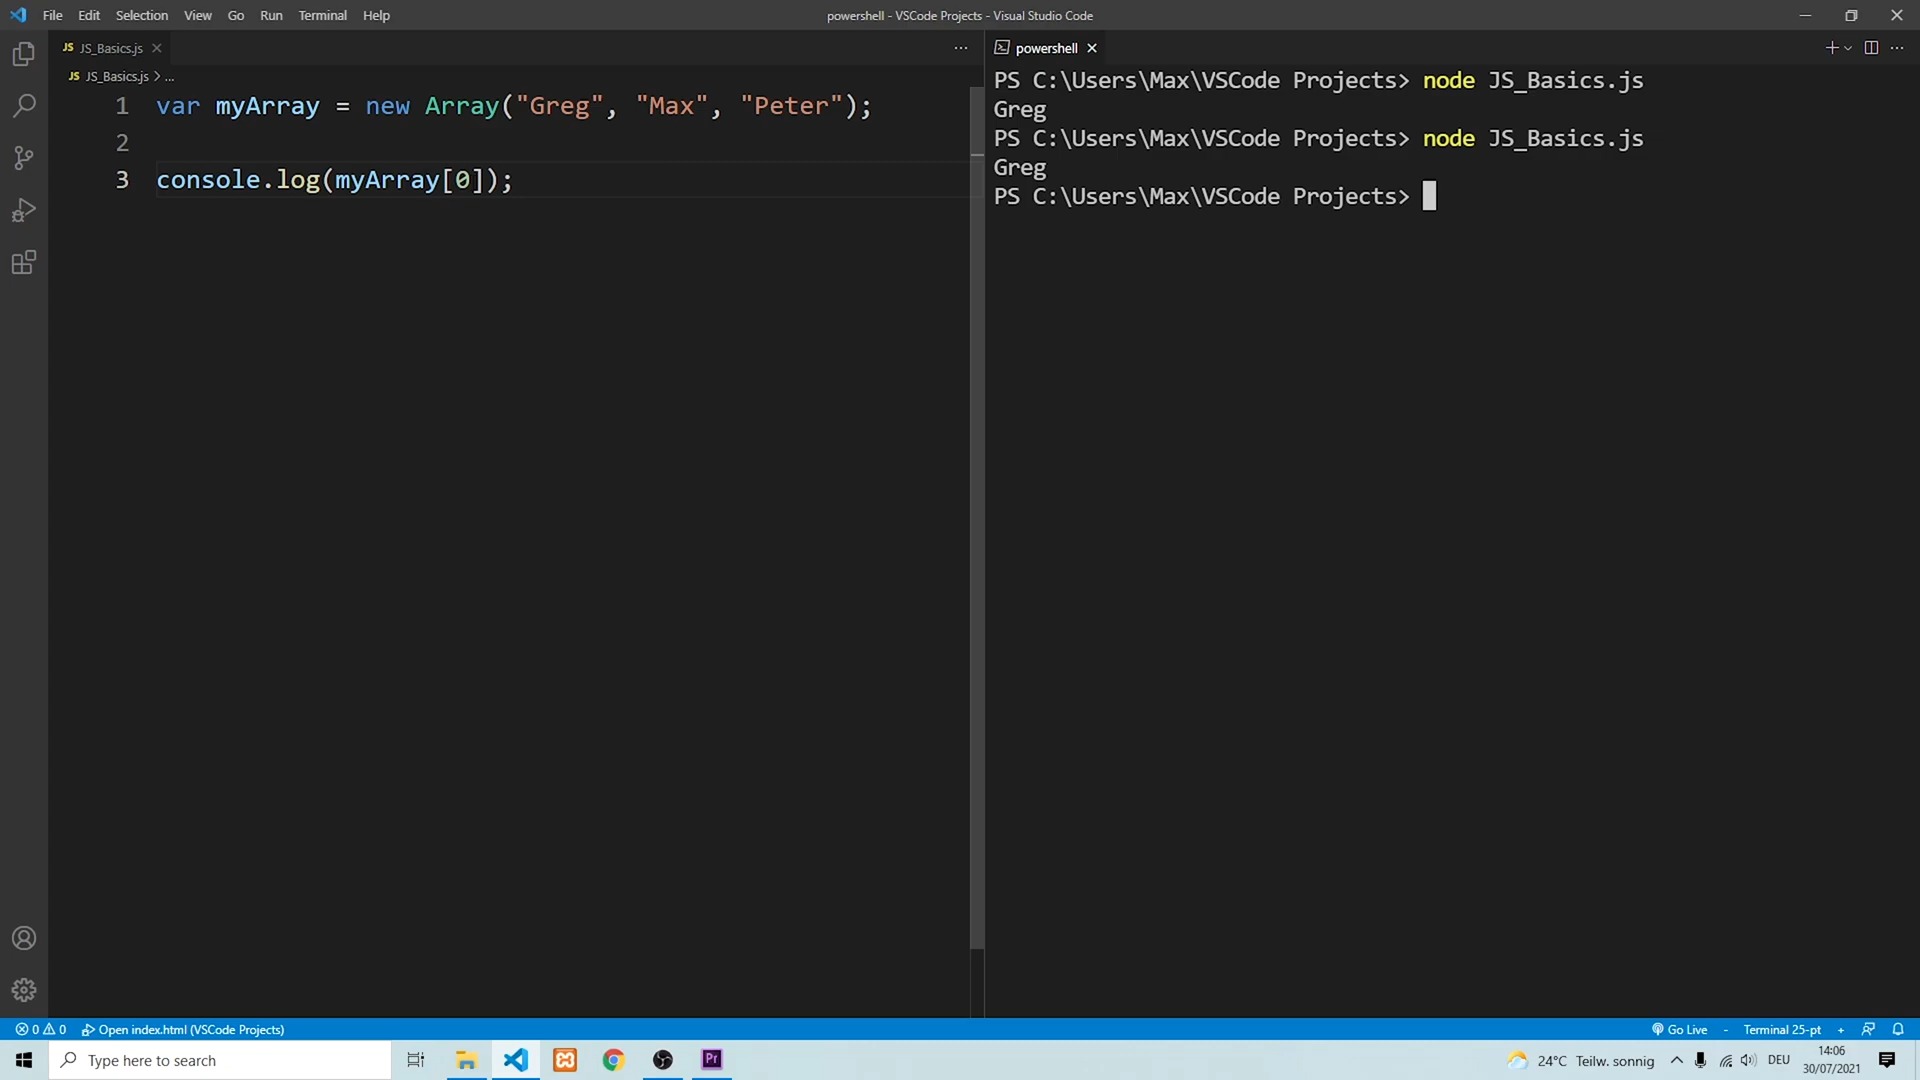 File Edit Selection View Go Run Terminal Help
powershell - VSCode Projects - Visual Studio Code
JS JS_Basics.js
JS JS_Basics.js > ...
1 var myArray = new Array("Greg", "Max", "Peter");
2
3 console.log(myArray[0]);
powershell
PS C:\Users\Max\VSCode Projects> node JS_Basics.js
Greg
PS C:\Users\Max\VSCode Projects> node JS_Basics.js
Greg
PS C:\Users\Max\VSCode Projects>
0 0 Open index.html (VSCode Projects)
Go Live - Terminal 25-pt +
Type here to search
Pr
24°C Teilw. sonnig
DEU
14:06
30/07/2021